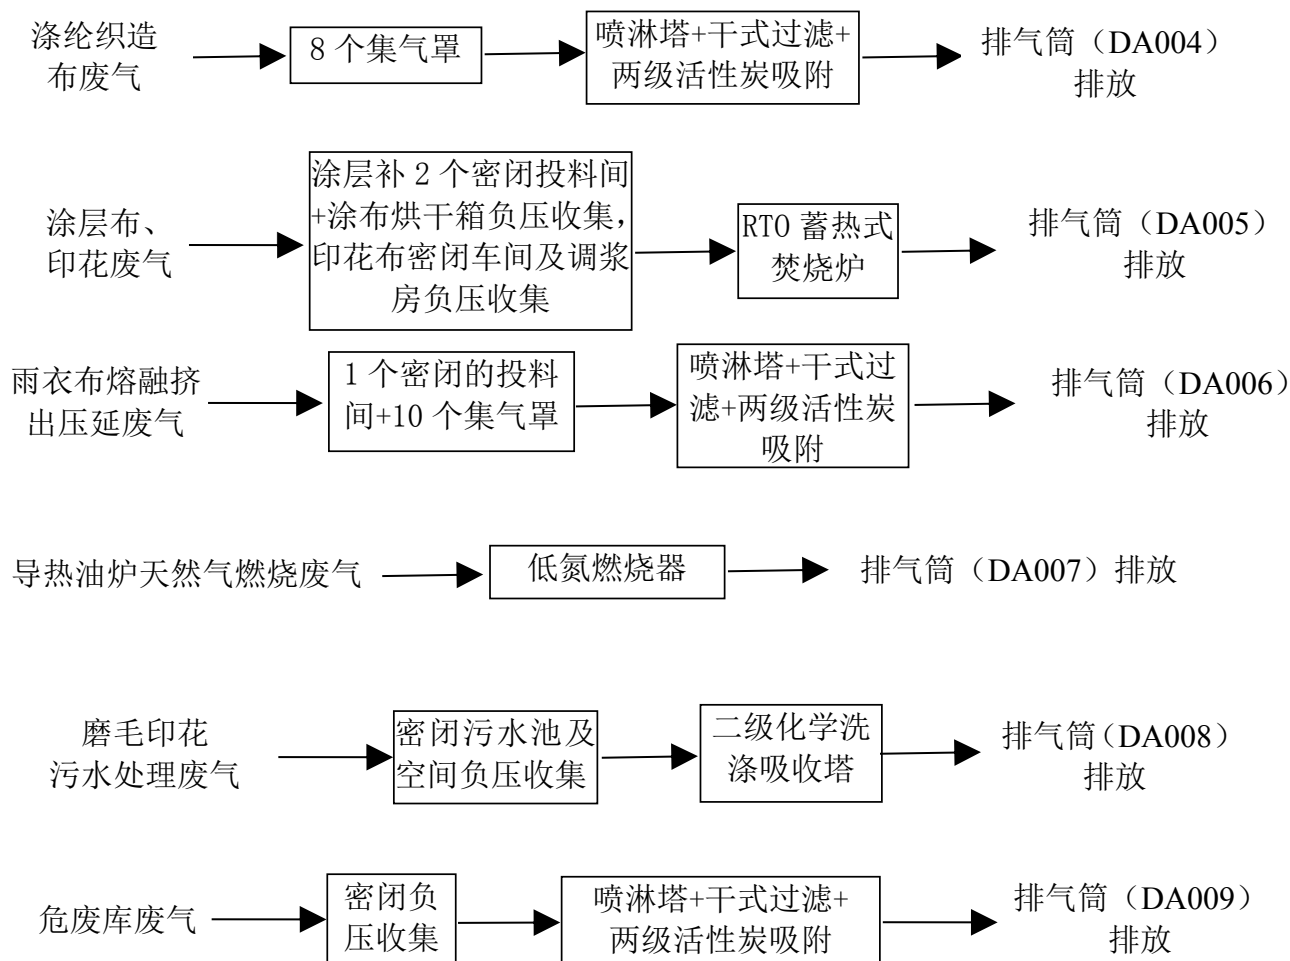 涤纶织造
布废气
8 个集气罩
喷淋塔+干式过滤+
两级活性炭吸附
排气筒（DA004）
排放
涂层布、
印花废气
涂层补 2 个密闭投料间
+涂布烘干箱负压收集，
印花布密闭车间及调浆
房负压收集
RTO 蓄热式
焚烧炉
排气筒（DA005）
排放
雨衣布熔融挤
出压延废气
1 个密闭的投料
间+10 个集气罩
喷淋塔+干式过
滤+两级活性炭
吸附
排气筒（DA006）
排放
导热油炉天然气燃烧废气
低氮燃烧器
排气筒（DA007）排放
磨毛印花
污水处理废气
密闭污水池及
空间负压收集
二级化学洗
涤吸收塔
排气筒（DA008）
排放
危废库废气
密闭负
压收集
喷淋塔+干式过滤+
两级活性炭吸附
排气筒（DA009）
排放